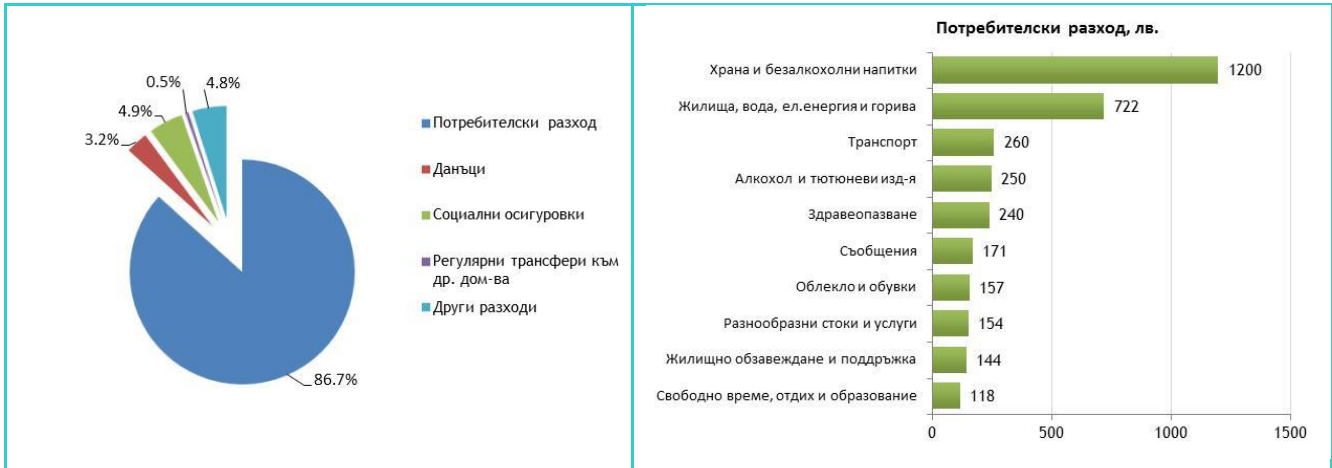 0.5%
4.8%
4.9%
3.2%
86.7%
Потребителски разход
Данъци
Социални осигуровки
Регулярни трансфери към
др. дом-ва
Други разходи
Потребителски разход, лв.
Храна и безалкохолни напитки 1200
Жилища, вода, ел.енергия и горива 722
Транспорт 260
Алкохол и тютюневи изд-я 250
Здравеопазване 240
Съобщения 171
Облекло и обувки 157
Разнообразни стоки и услуги 154
Жилищно обзавеждане и поддръжка 144
Свободно време, отдих и образование 118
0 500 1000 1500